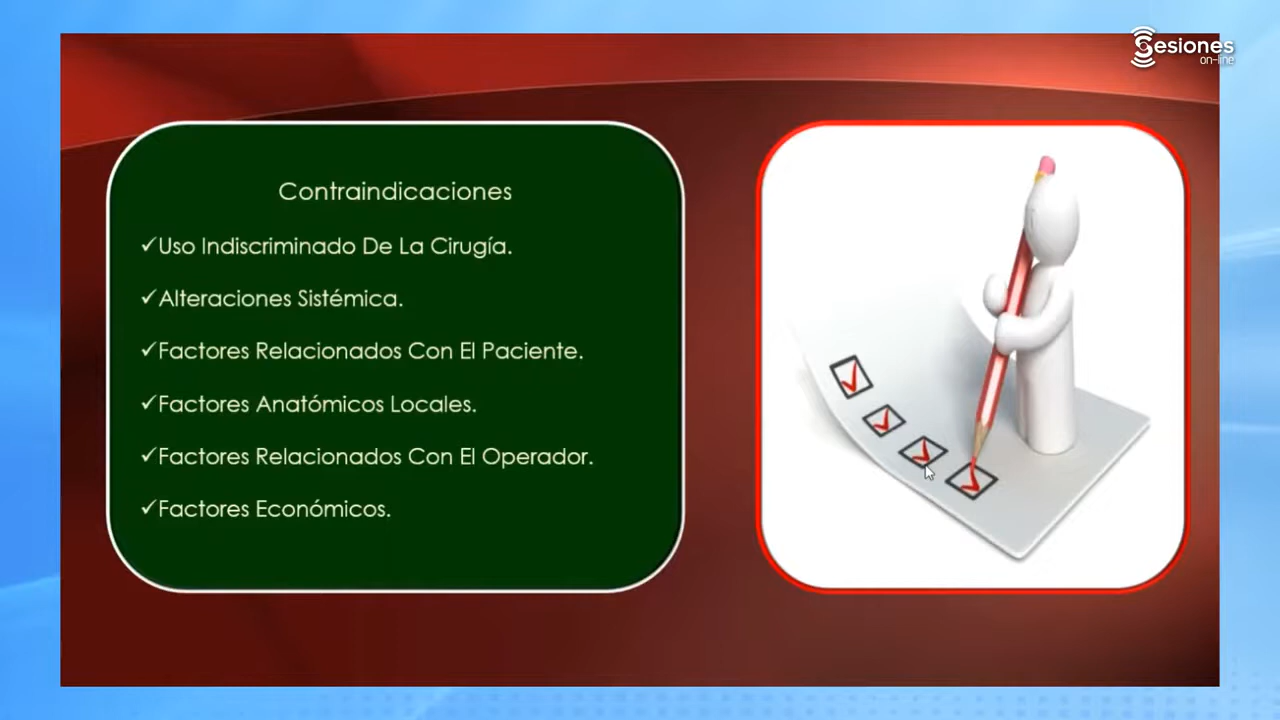 Sesiones
on-line
Contraindicaciones
✓Uso Indiscriminado De La Cirugía.
✓Alteraciones Sistémica.
✓Factores Relacionados Con El Paciente.
✓Factores Anatómicos Locales.
✓Factores Relacionados Con El Operador.
✓Factores Económicos.